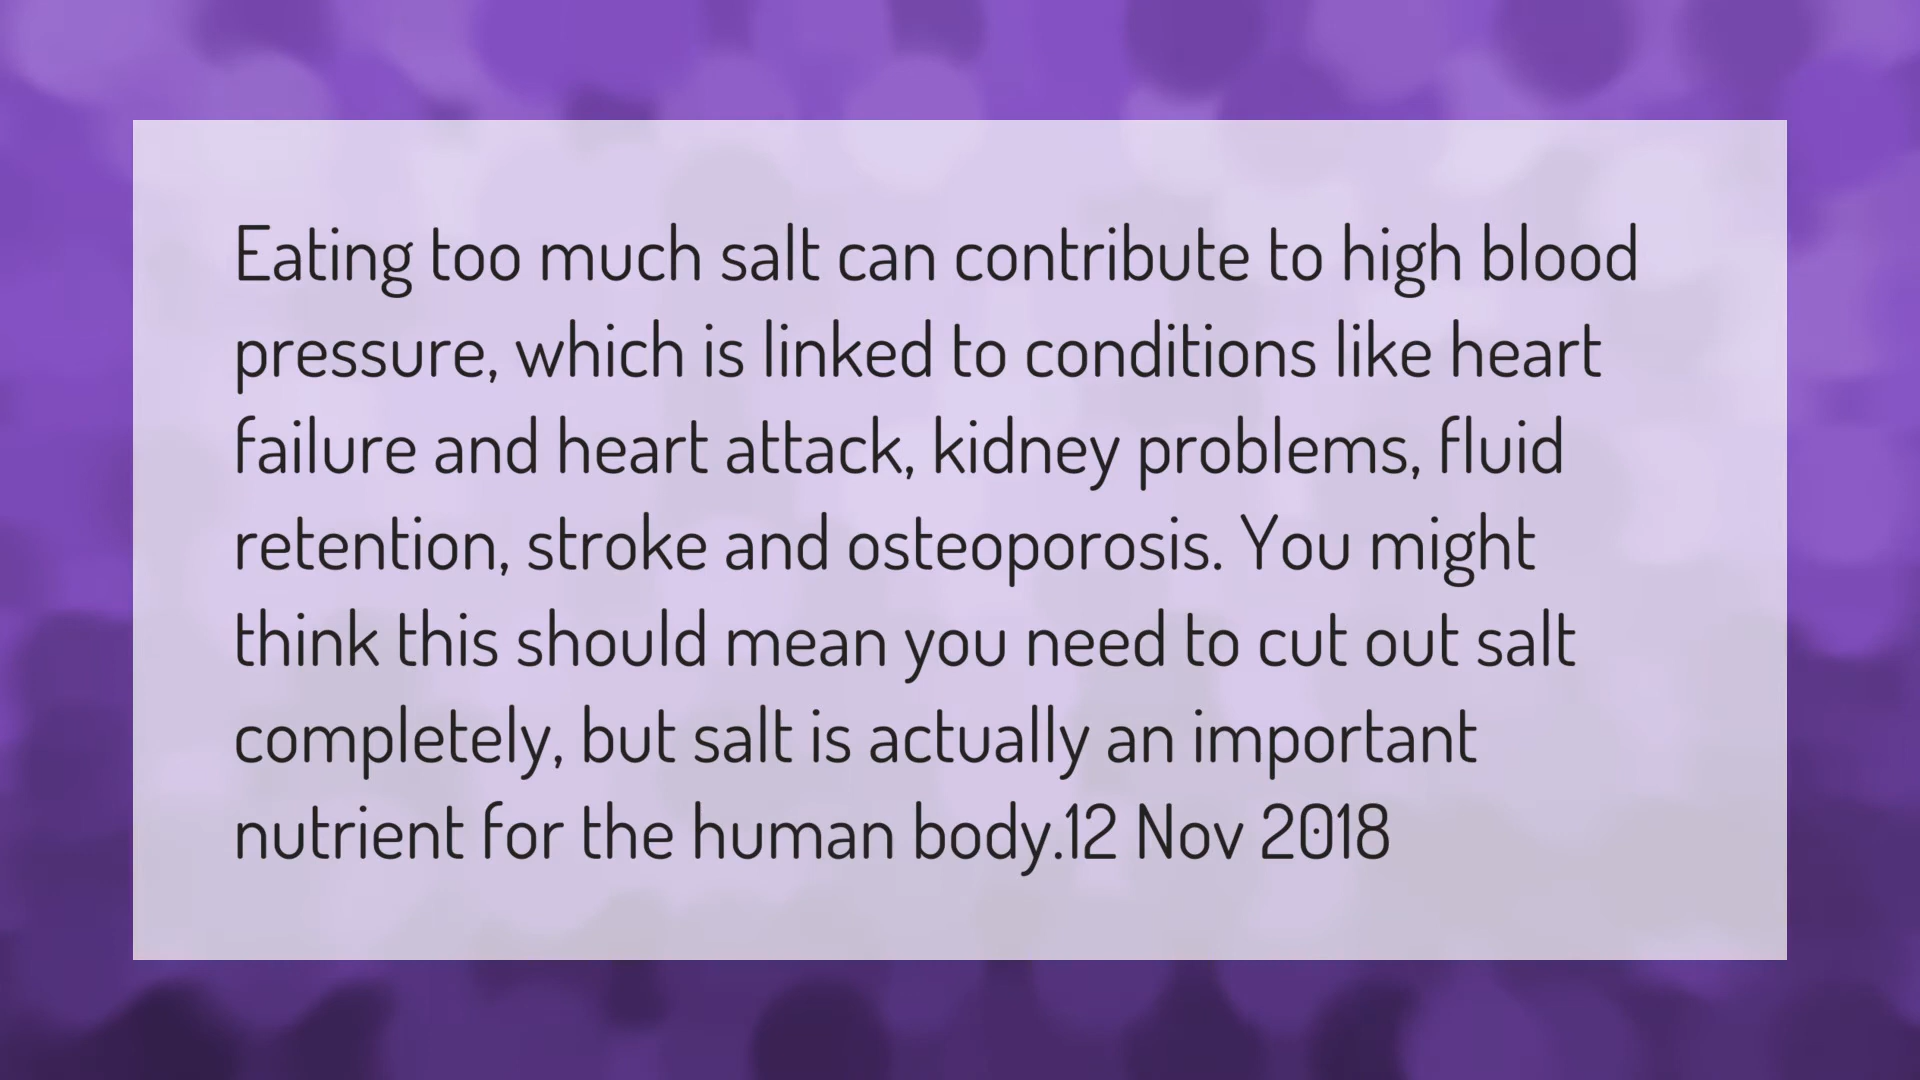 Eating too much salt can contribute to high blood
pressure, which is linked to conditions like heart
failure and heart attack, kidney problems, fluid
retention, stroke and osteoporosis. You might
think this should mean you need to cut out salt
completely, but salt is actually an important
nutrient for the human body.12 Nov 2018